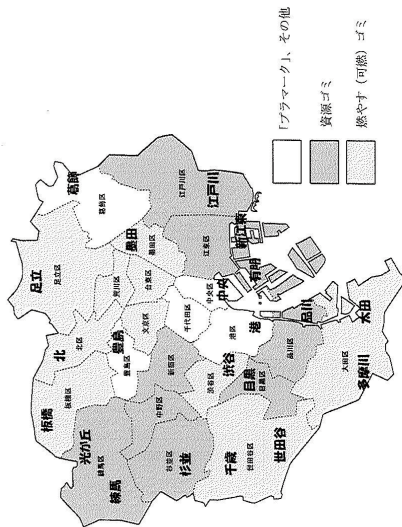 足立
足立区
北
北区
板橋
板橋区
葛飾
葛飾区
光が丘
練馬区
練馬
豊島
豊島区
荒川区
墨田
墨田区
台東区
文京区
江戸川区
江戸川
中野区
新宿区
千代田区
杉並区
杉並
江東区
新江東
有明
中央区
中央
渋谷区
渋谷
港区
港
目黒
目黒区
品川
品川区
千歳
世田谷区
世田谷
大田区
太田
多摩川
「プラマーク」、その他
資源ゴミ
燃やす（可燃）ゴミ